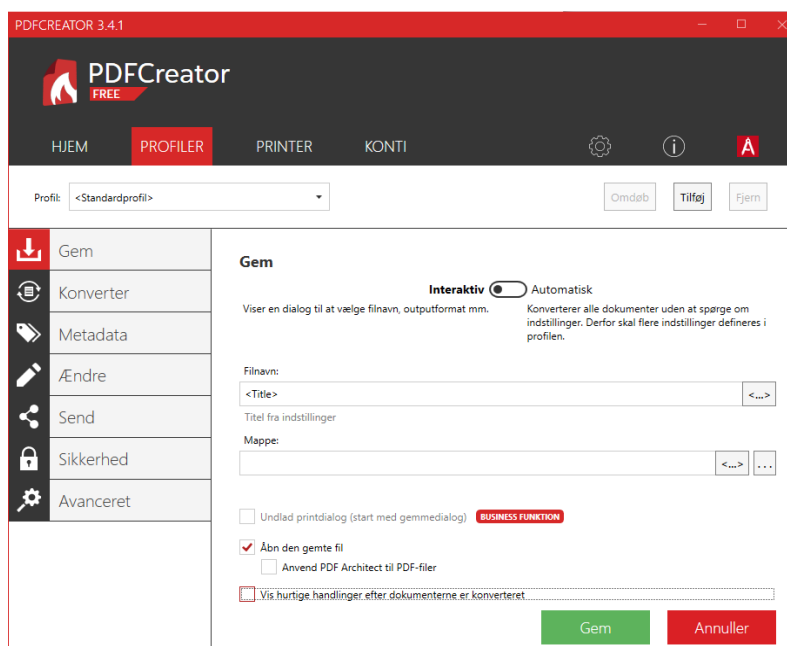 PDFCREATOR 3.4.1
PDFCreator
FREE
HJEM PROFILER PRINTER KONTI
Profil: <Standardprofil> Omdøb Tilføj Fjern
Gem
Konverter
Metadata
Ændre
Send
Sikkerhed
Avanceret
Gem
Interaktiv Automatisk
Viser en dialog til at vælge filnavn, outputformat mm.
Konverterer alle dokumenter uden at spørge om
indstillinger. Derfor skal flere indstillinger defineres i
profilen.
Filnavn:
<Title> <...>
Titel fra indstillinger
Mappe:
<...> ...
Undlad printdialog (start med gemmedialog) BUSINESS FUNKTION
Åbn den gemte fil
Anvend PDF Architect til PDF-filer
Vis hurtige handlinger efter dokumenterne er konverteret
Gem Annuller